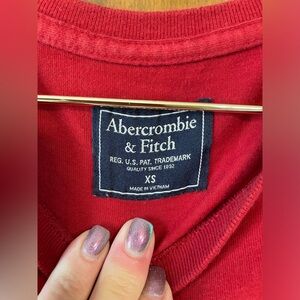 Abercrombie
& Fitch
REG. U.S. PAT. TRADEMARK
QUALITY SINCE 1892
XS
MADE IN VIETNAM